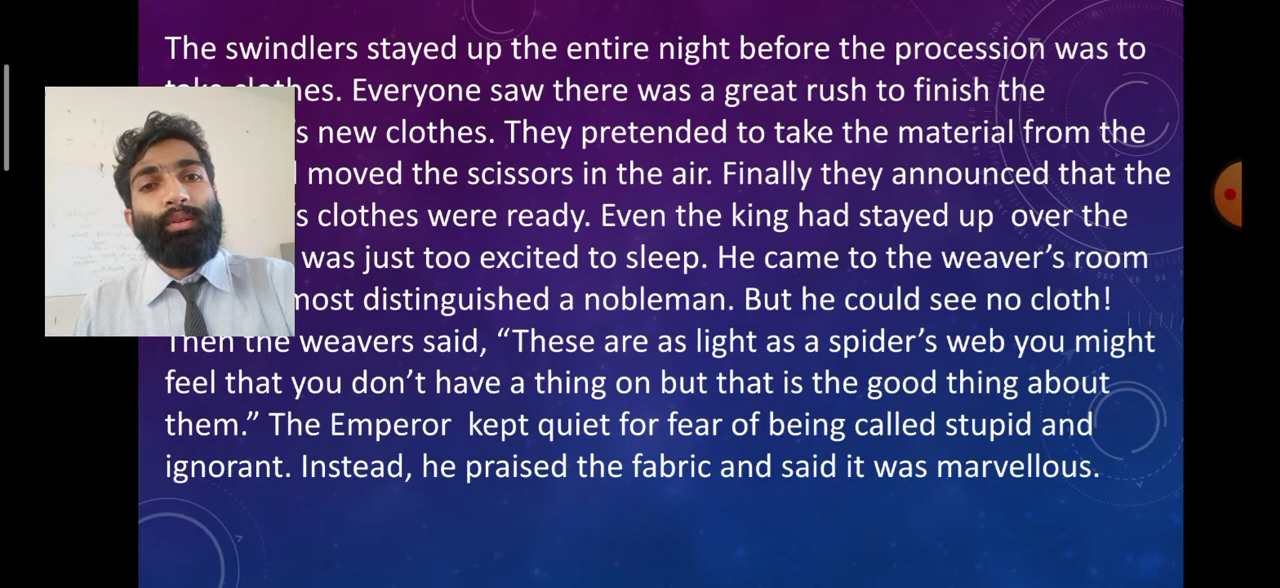 The swindlers stayed up the entire night before the procession was to
take clothes. Everyone saw there was a great rush to finish the
s new clothes. They pretended to take the material from the
moved the scissors in the air. Finally they announced that the
s clothes were ready. Even the king had stayed up over the
was just too excited to sleep. He came to the weaver’s room
most distinguished a nobleman. But he could see no cloth!
Then the weavers said, “These are as light as a spider’s web you might
feel that you don’t have a thing on but that is the good thing about
them.” The Emperor kept quiet for fear of being called stupid and
ignorant. Instead, he praised the fabric and said it was marvellous.